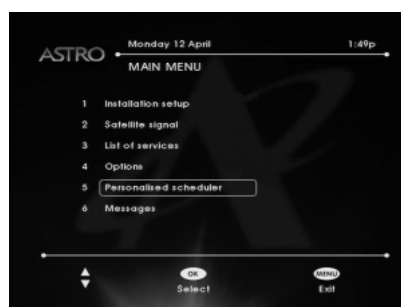 ASTRO
Monday 12 April 1:49p
MAIN MENU
1 Installation setup
2 Satellite signal
3 List of services
4 Options
5 Personalised scheduler
6 Messages
OK MENU
Select Exit